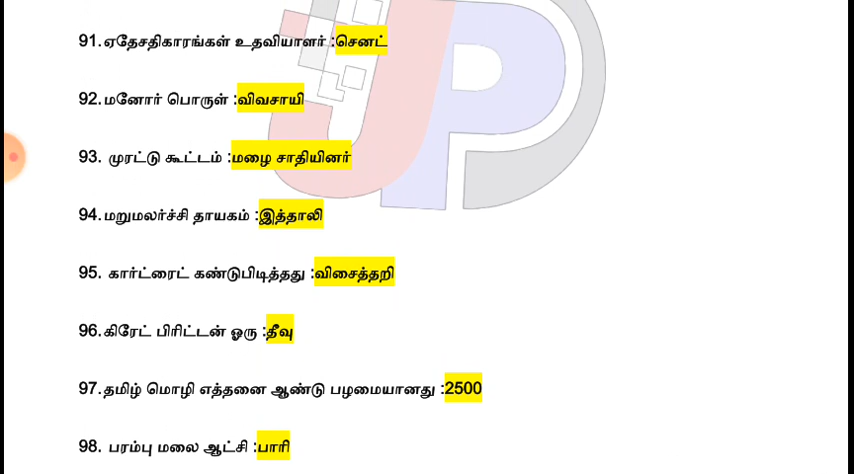 91. ஏதேசதிகாரங்கள் உதவியாளர் :செனட்
92. மனோர் பொருள் :விவசாயி
93. முரட்டு கூட்டம் :மழை சாதியினர்
94. மறுமலர்ச்சி தாயகம் :இத்தாலி
95. கார்ட்ரைட் கண்டுபிடித்தது :விசைத்தறி
96. கிரேட் பிரிட்டன் ஓரு :தீவு
97. தமிழ் மொழி எத்தனை ஆண்டு பழமையானது :2500
98. பரம்பு மலை ஆட்சி :பாரி